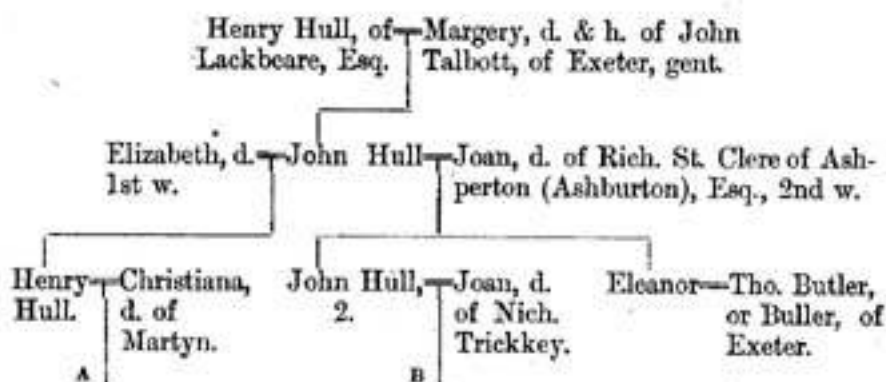 Henry Hull, of Margery, d. & h. of John
Lackbeare, Esq. Talbott, of Exeter, gent.
Elizabeth, d. John Hull Joan, d. of Rich. St. Clere of Ash-
1st w. perton (Ashburton), Esq., 2nd w.
Henry Christiana, John Hull, Joan, d. Eleanor Tho. Butler,
Hull. d. of 2. of Nich. or Buller, of
Martyn. Trickkey. Exeter.
A B